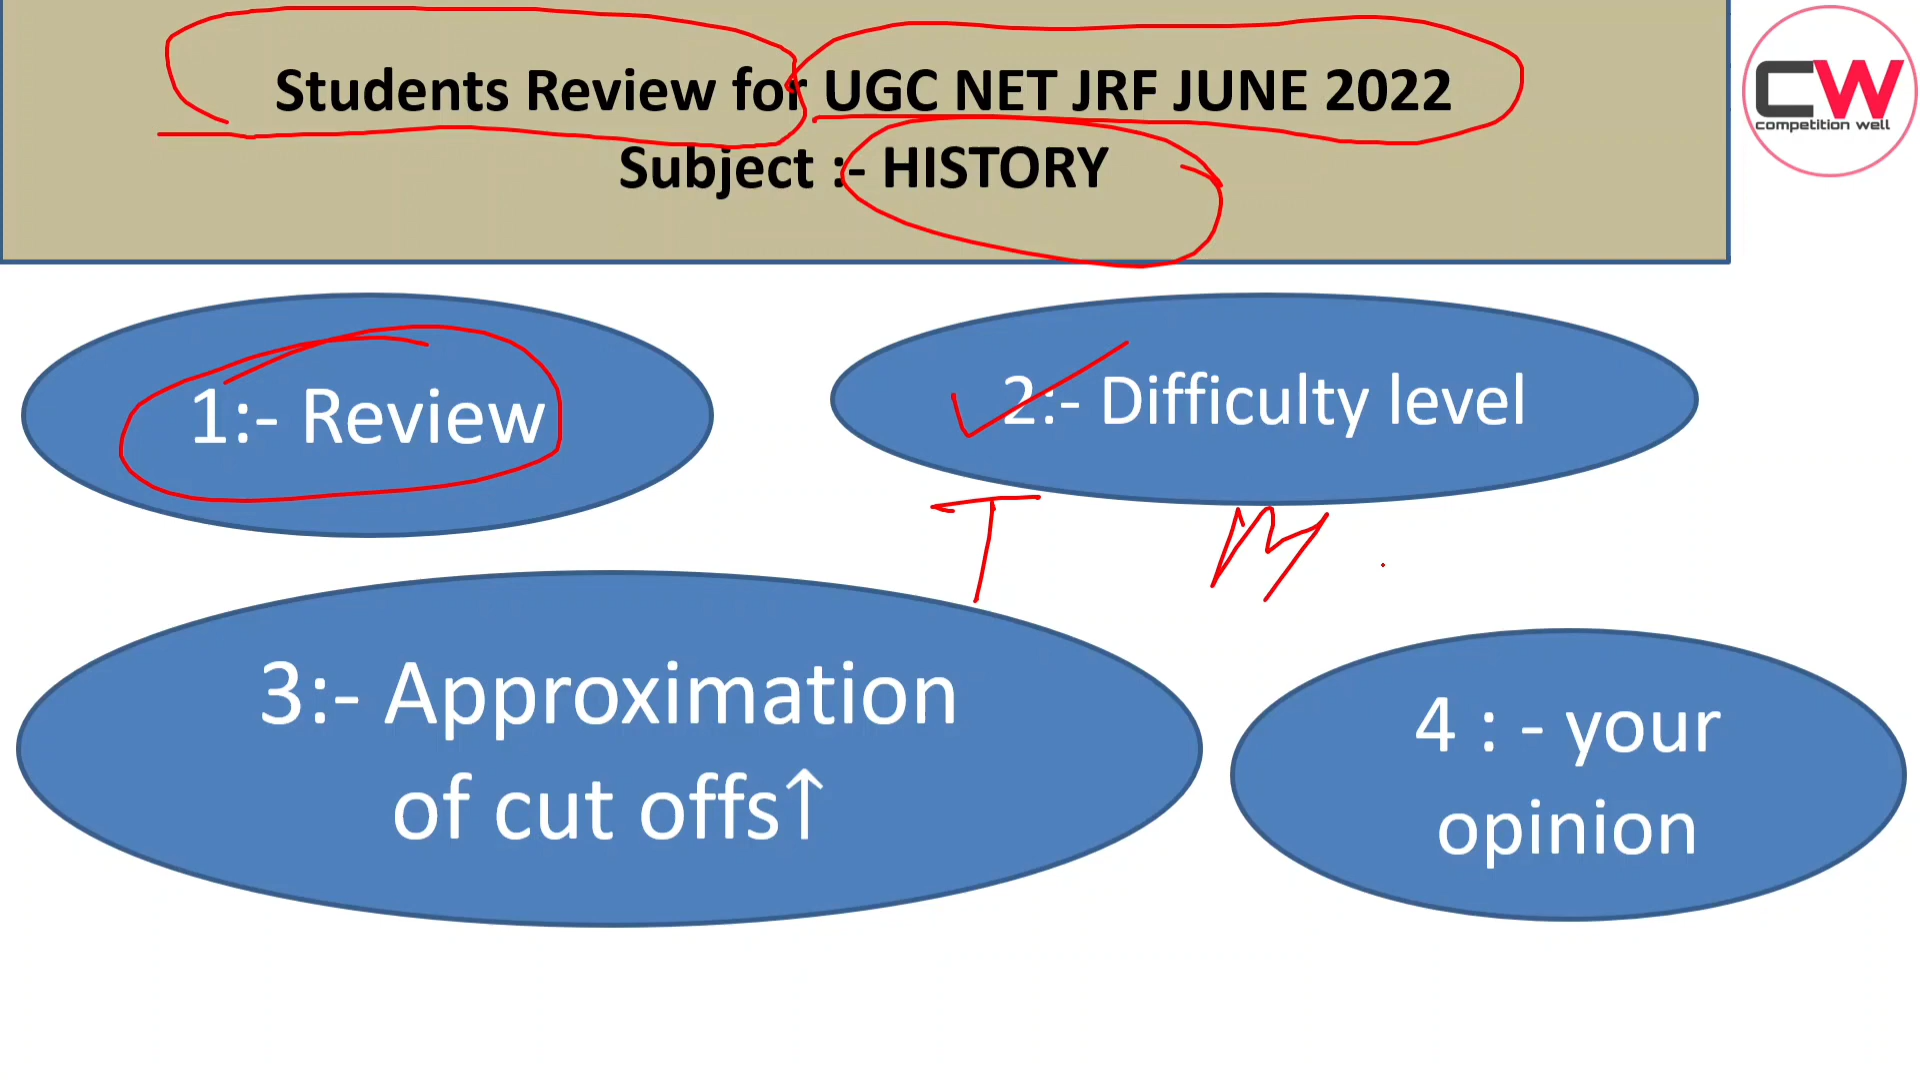 Students Review for UGC NET JRF JUNE 2022
Subject :- HISTORY
CW
competition well
1:- Review
2:- Difficulty level
T M
3:- Approximation
of cut offs↑
4 : - your
opinion